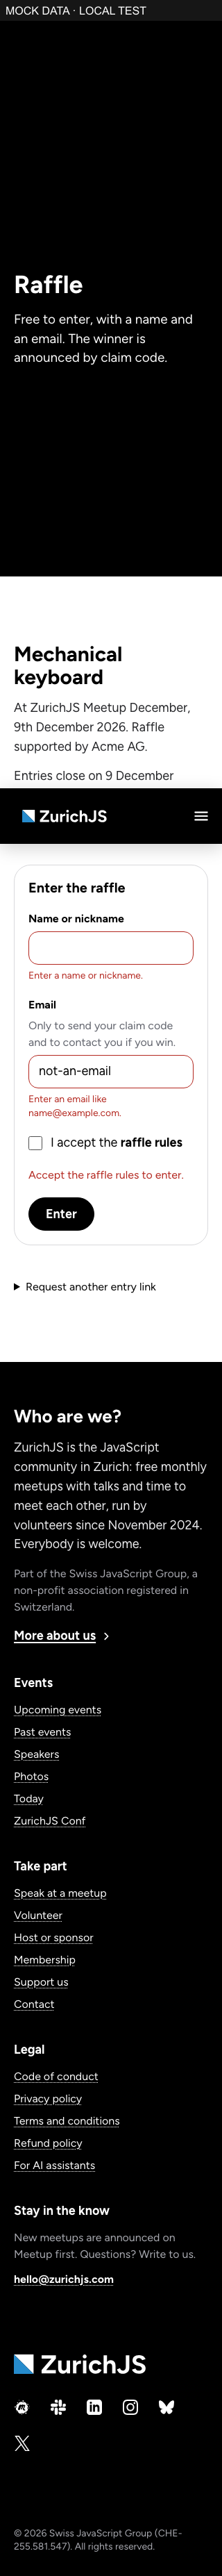 MOCK DATA · LOCAL TEST
Raffle
Free to enter, with a name and
an email. The winner is
announced by claim code.
Mechanical
keyboard
At ZurichJS Meetup December,
9th December 2026. Raffle
supported by Acme AG.
Entries close on 9 December
ZurichJS
Enter the raffle
Name or nickname
Enter a name or nickname.
Email
Only to send your claim code
and to contact you if you win.
not-an-email
Enter an email like
name@example.com.
I accept the raffle rules
Accept the raffle rules to enter.
Enter
Request another entry link
Who are we?
ZurichJS is the JavaScript
community in Zurich: free monthly
meetups with talks and time to
meet each other, run by
volunteers since November 2024.
Everybody is welcome.
Part of the Swiss JavaScript Group, a
non-profit association registered in
Switzerland.
More about us
Events
Upcoming events
Past events
Speakers
Photos
Today
ZurichJS Conf
Take part
Speak at a meetup
Volunteer
Host or sponsor
Membership
Support us
Contact
Legal
Code of conduct
Privacy policy
Terms and conditions
Refund policy
For AI assistants
Stay in the know
New meetups are announced on
Meetup first. Questions? Write to us.
hello@zurichjs.com
ZurichJS
© 2026 Swiss JavaScript Group (CHE-
255.581.547). All rights reserved.